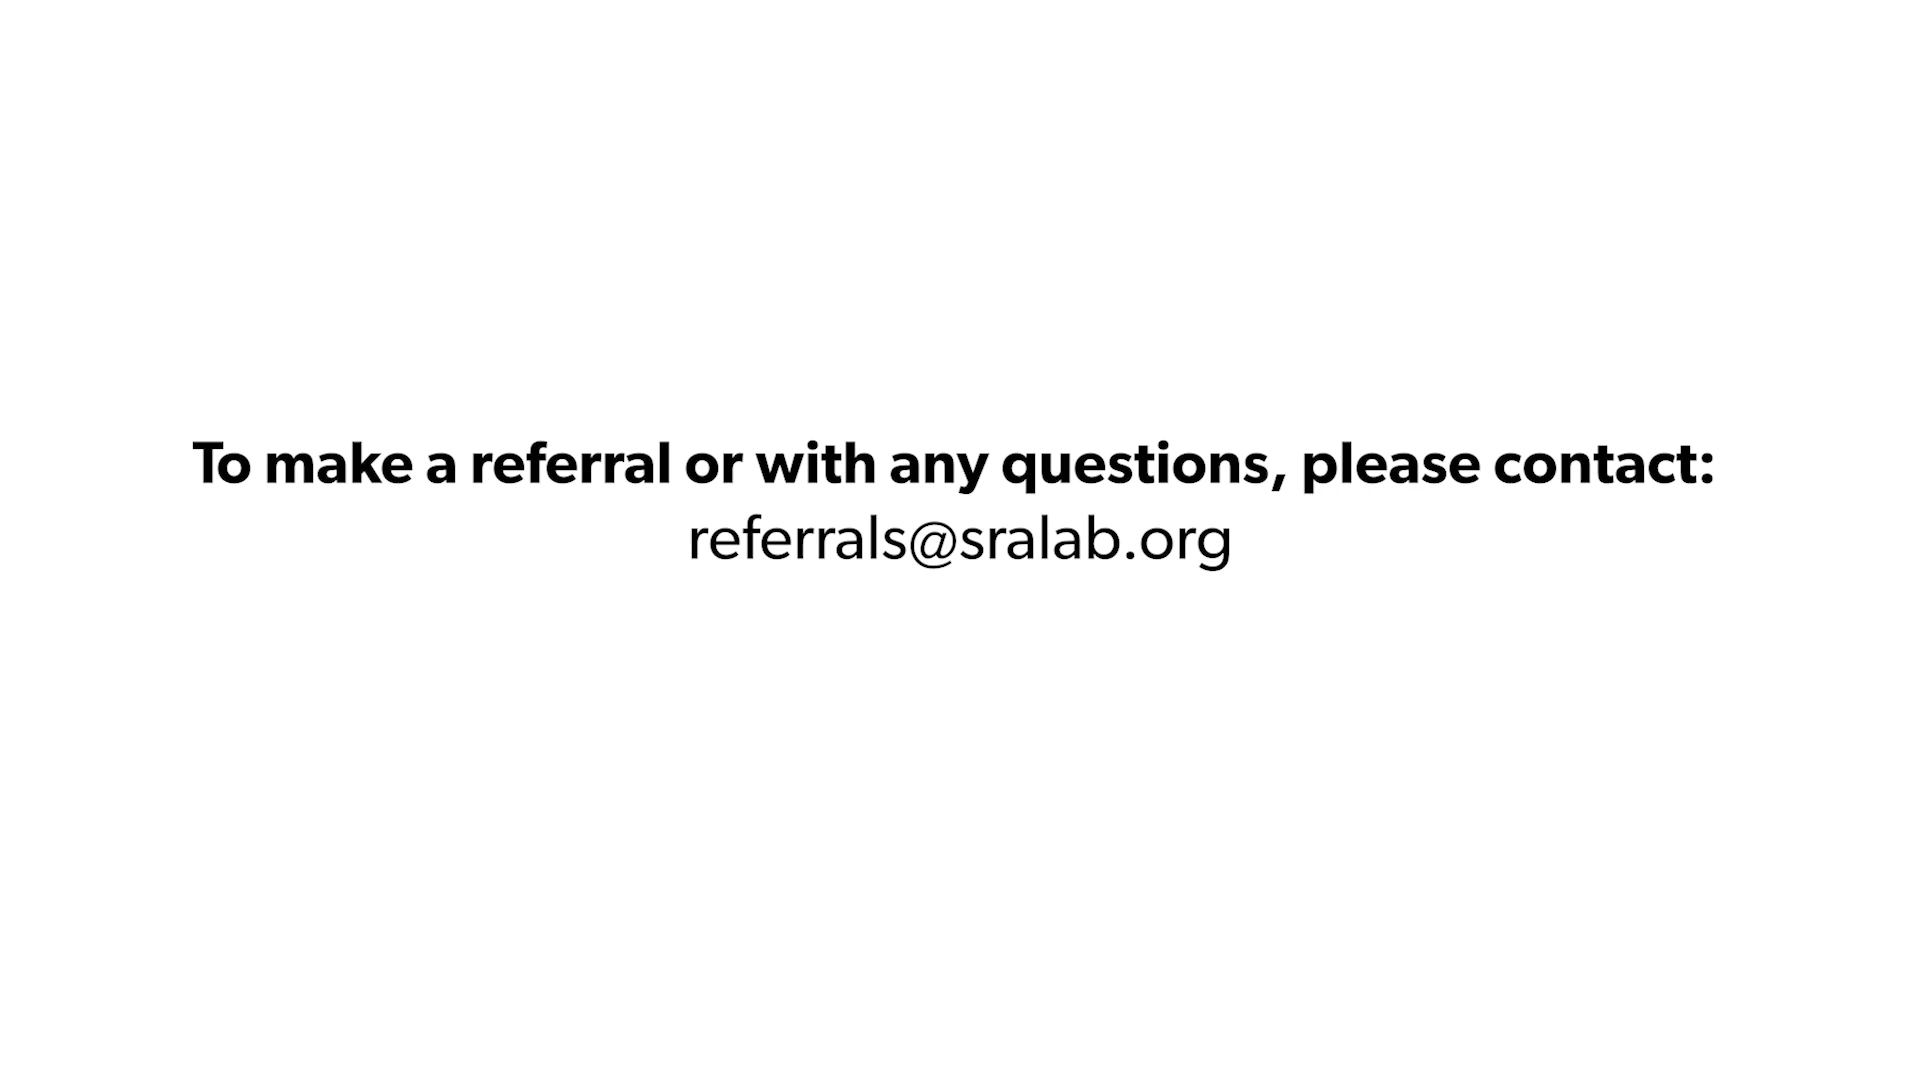 To make a referral or with any questions, please contact:
referrals@sralab.org